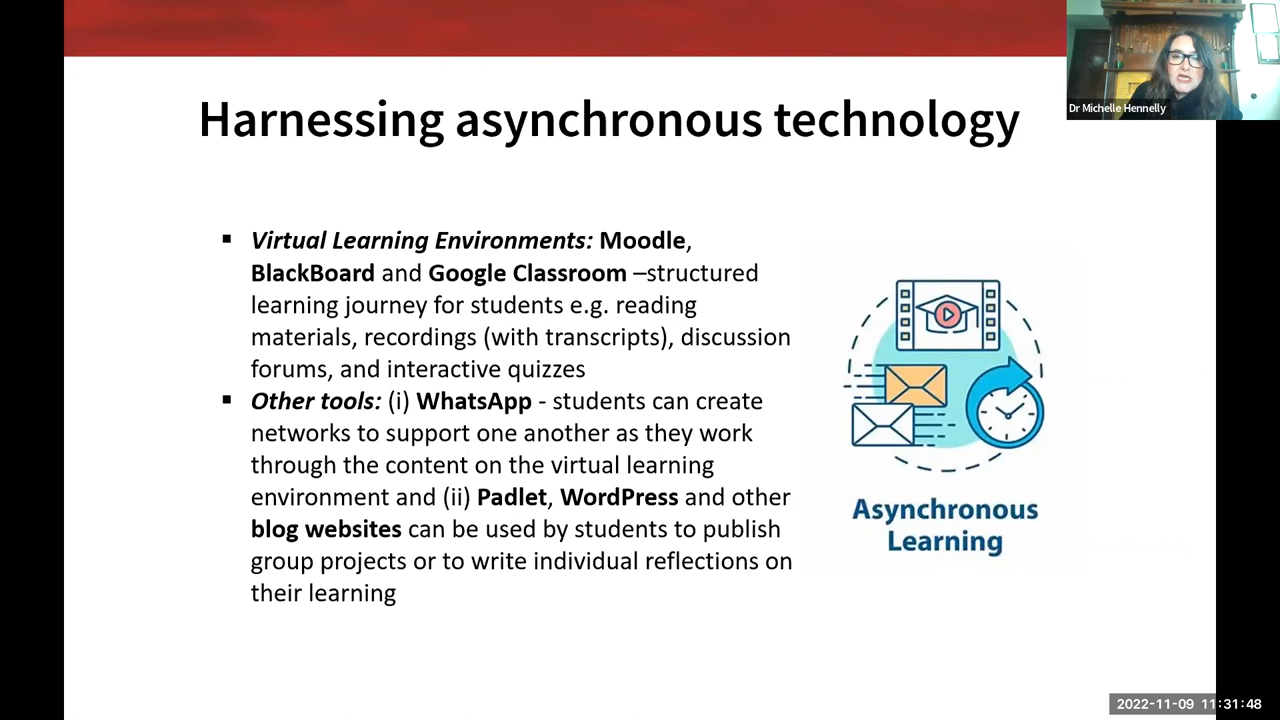 Dr Michelle Hennelly
Harnessing asynchronous technology
▪ Virtual Learning Environments: Moodle,
BlackBoard and Google Classroom –structured
learning journey for students e.g. reading
materials, recordings (with transcripts), discussion
forums, and interactive quizzes
▪ Other tools: (i) WhatsApp - students can create
networks to support one another as they work
through the content on the virtual learning
environment and (ii) Padlet, WordPress and other
blog websites can be used by students to publish
group projects or to write individual reflections on
their learning
Asynchronous
Learning
2022-11-09 11:31:48